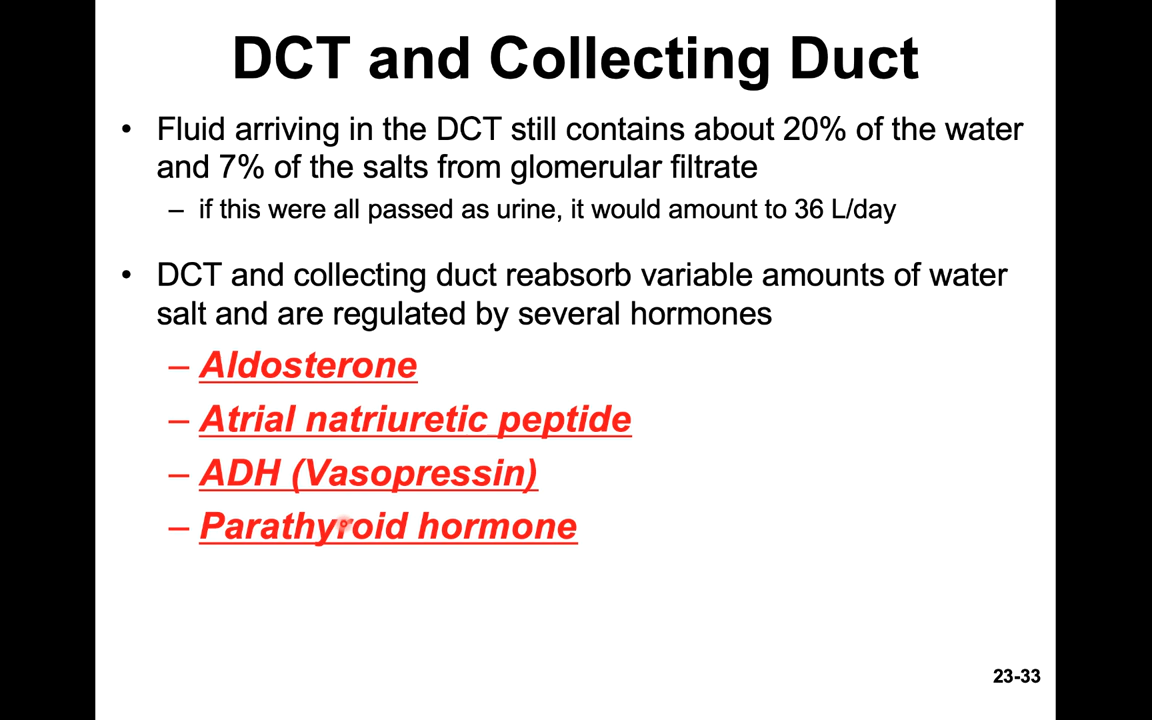 DCT and Collecting Duct
• Fluid arriving in the DCT still contains about 20% of the water
and 7% of the salts from glomerular filtrate
– if this were all passed as urine, it would amount to 36 L/day
• DCT and collecting duct reabsorb variable amounts of water
salt and are regulated by several hormones
– Aldosterone
– Atrial natriuretic peptide
– ADH (Vasopressin)
– Parathyroid hormone
23-33